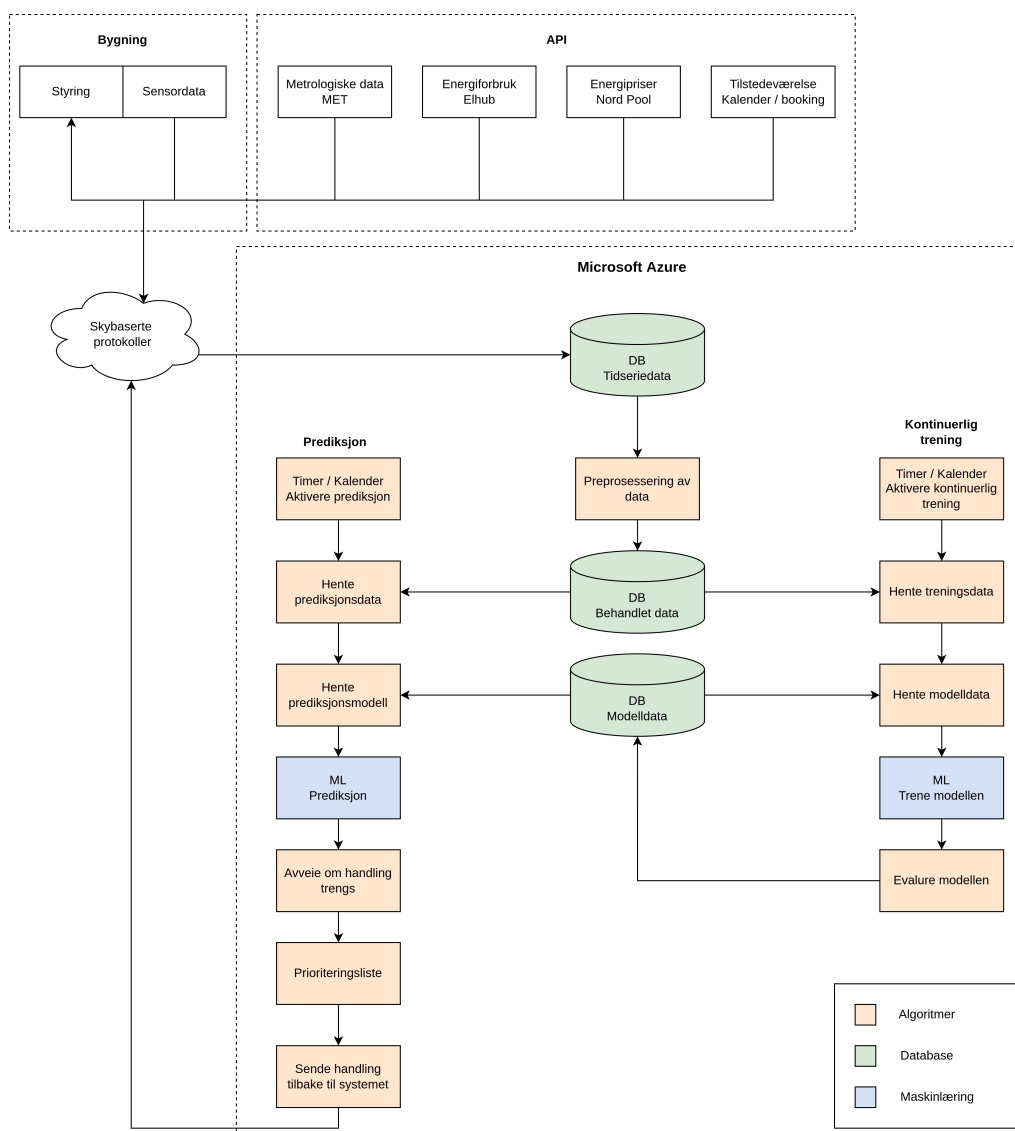 Bygning
API
Styring
Sensordata
Metrologiske data
MET
Energiforbruk
Elhub
Energipriser
Nord Pool
Tilstedeværelse
Kalender / booking
Microsoft Azure
Skybaserte
protokoller
DB
Tidseriedata
Prediksjon
Kontinuerlig
trening
Timer / Kalender
Aktivere prediksjon
Preprosessering av
data
Timer / Kalender
Aktivere kontinuerlig
trening
Hente
prediksjonsdata
DB
Behandlet data
Hente treningsdata
Hente
prediksjonsmodell
DB
Modelldata
Hente modelldata
ML
Prediksjon
ML
Trene modellen
Avveie om handling
trengs
Evalure modellen
Prioriteringsliste
Sende handling
tilbake til systemet
Algoritmer
Database
Maskinlæring